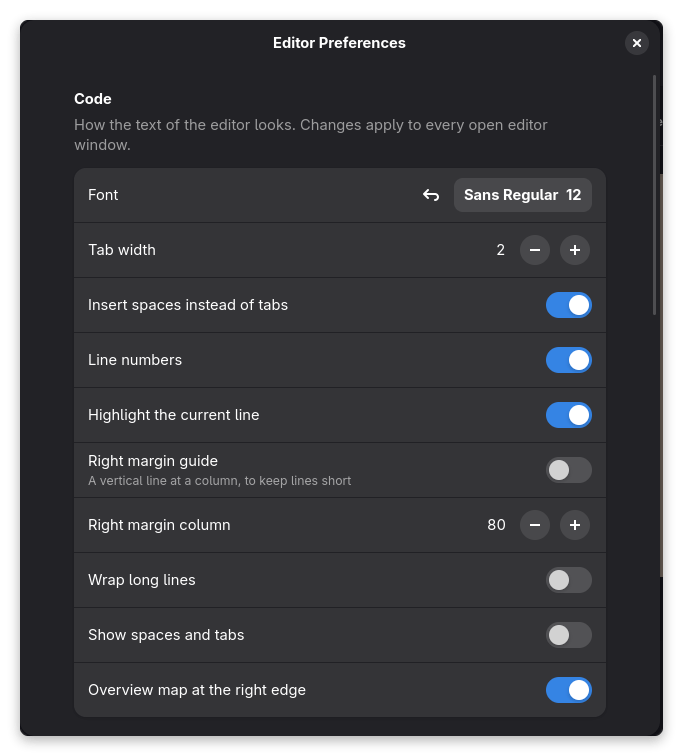 Editor Preferences
Code
How the text of the editor looks. Changes apply to every open editor
window.
Font Sans Regular 12
Tab width 2
Insert spaces instead of tabs
Line numbers
Highlight the current line
Right margin guide
A vertical line at a column, to keep lines short
Right margin column 80
Wrap long lines
Show spaces and tabs
Overview map at the right edge